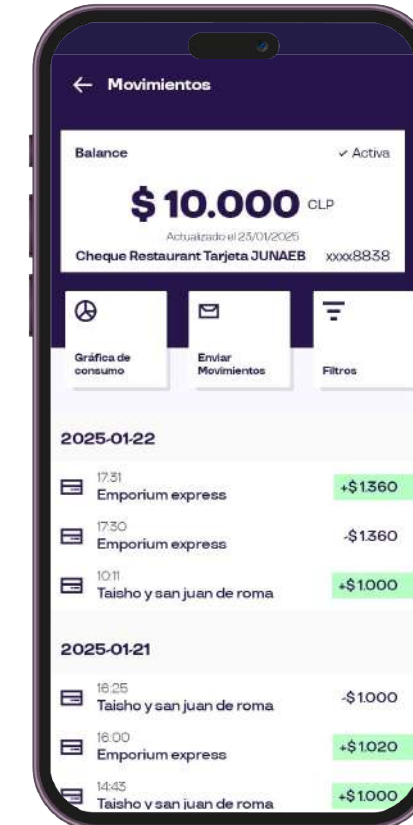 ← Movimientos
Balance ✓ Activa
$ 10.000 CLP
Actualizado el 23/01/2025
Cheque Restaurant Tarjeta JUNAEB xxxx8838
Gráfica de consumo
Enviar Movimientos
Filtros
2025-01-22
17:31
Emporium express +$1.360
17:30
Emporium express -$1.360
10:11
Taisho y san juan de roma +$1.000
2025-01-21
16:25
Taisho y san juan de roma -$1.000
16:00
Emporium express +$1.020
14:43
Taisho y san juan de roma +$1.000